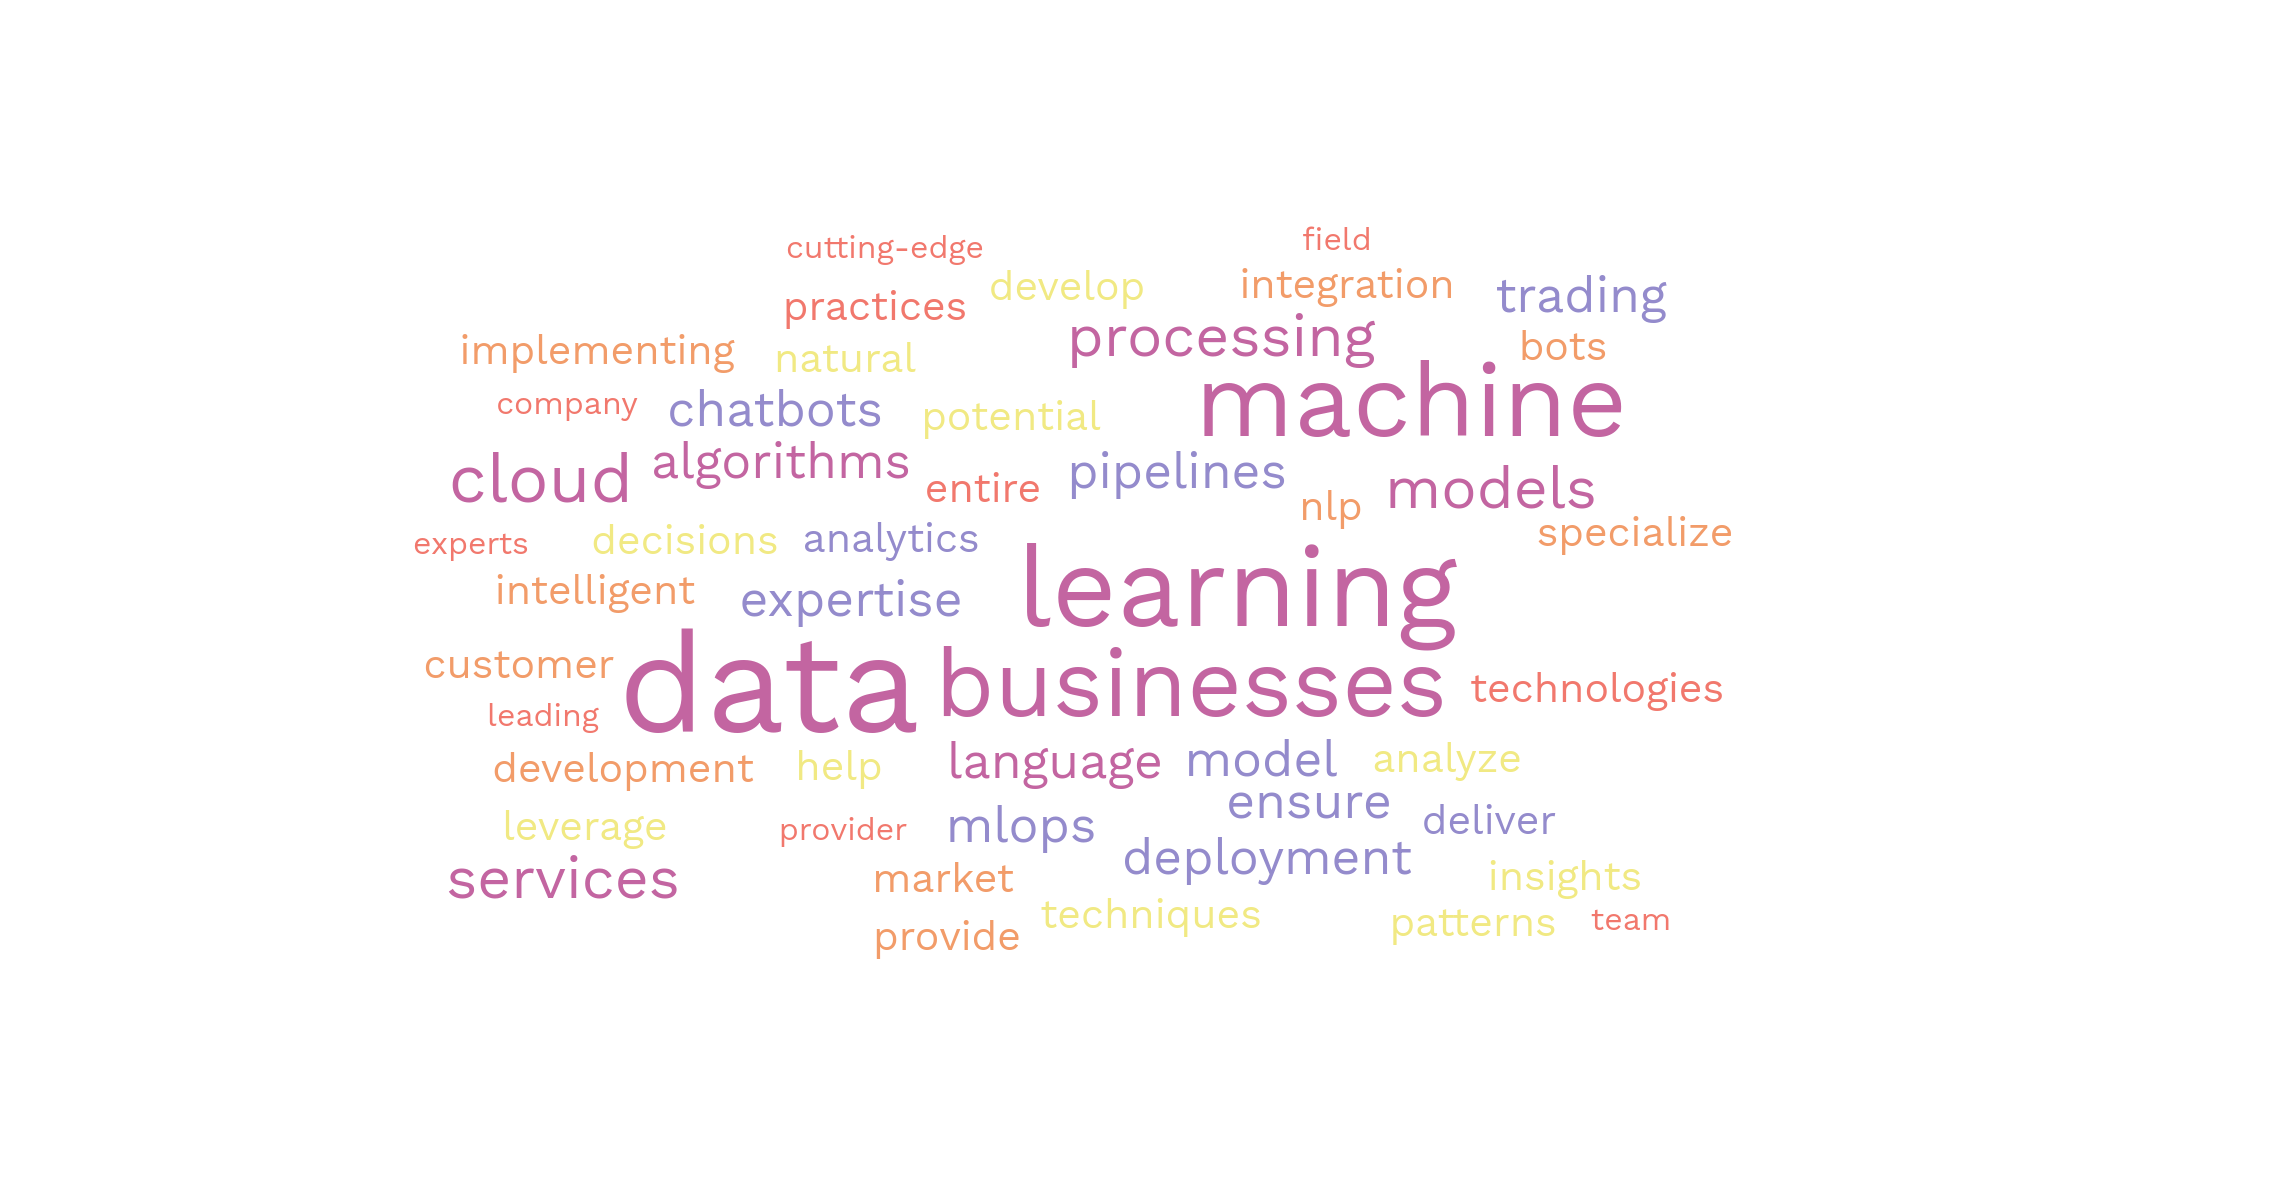 field
cutting-edge
develop integration trading
practices
processing
implementing natural bots
machine
company chatbots potential
cloud algorithms entire pipelines nlp models
specialize
experts decisions analytics
learning
intelligent expertise
customer data businesses technologies
leading
development help language model analyze
ensure
leverage provider mlops deliver
deployment
services market insights
techniques patterns team
provide